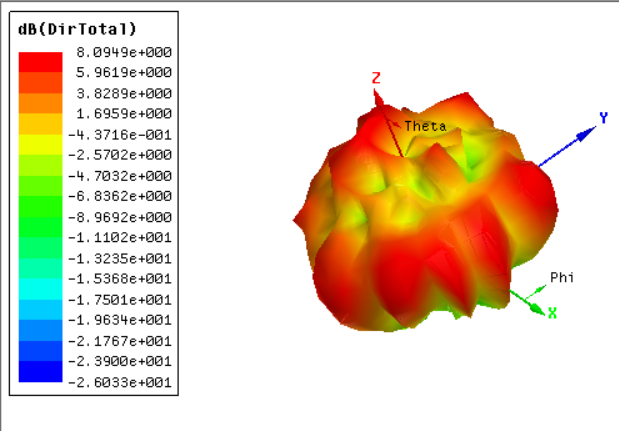 dB(DirTotal)
8.0949e+000
5.9619e+000
3.8289e+000
1.6959e+000
-4.3716e-001
-2.5702e+000
-4.7032e+000
-6.8362e+000
-8.9692e+000
-1.1102e+001
-1.3235e+001
-1.5368e+001
-1.7501e+001
-1.9634e+001
-2.1767e+001
-2.3900e+001
-2.6033e+001
Z
Theta
Y
Phi
X